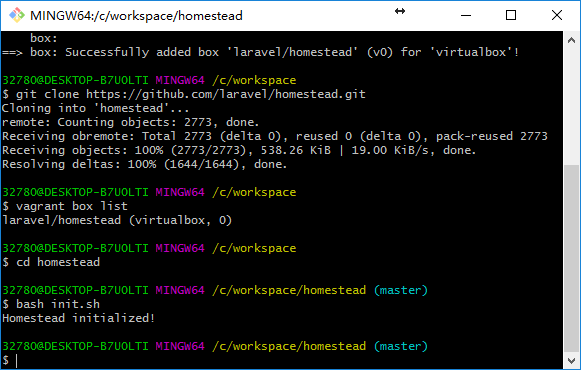 MINGW64:/c/workspace/homestead
box:
==> box: Successfully added box 'laravel/homestead' (v0) for 'virtualbox'!
32780@DESKTOP-B7UOLTI MINGW64 /c/workspace
$ git clone https://github.com/laravel/homestead.git
Cloning into 'homestead'...
remote: Counting objects: 2773, done.
Receiving obremote: Total 2773 (delta 0), reused 0 (delta 0), pack-reused 2773
Receiving objects: 100% (2773/2773), 538.26 KiB | 19.00 KiB/s, done.
Resolving deltas: 100% (1644/1644), done.
32780@DESKTOP-B7UOLTI MINGW64 /c/workspace
$ vagrant box list
laravel/homestead (virtualbox, 0)
32780@DESKTOP-B7UOLTI MINGW64 /c/workspace
$ cd homestead
32780@DESKTOP-B7UOLTI MINGW64 /c/workspace/homestead (master)
$ bash init.sh
Homestead initialized!
32780@DESKTOP-B7UOLTI MINGW64 /c/workspace/homestead (master)
$